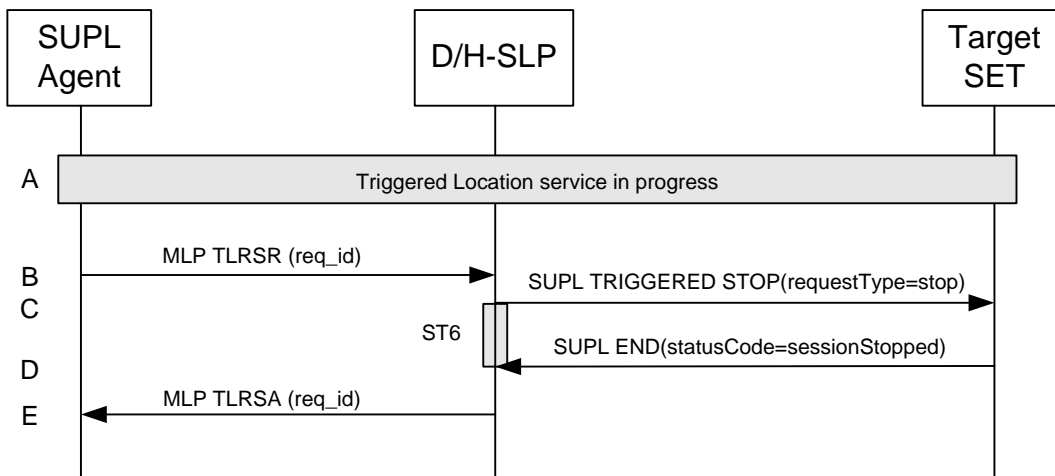 SUPL
Agent
D/H-SLP
Target
SET
A
Triggered Location service in progress
B
MLP TLRSR (req_id)
C
SUPL TRIGGERED STOP(requestType=stop)
ST6
D
SUPL END(statusCode=sessionStopped)
E
MLP TLRSA (req_id)